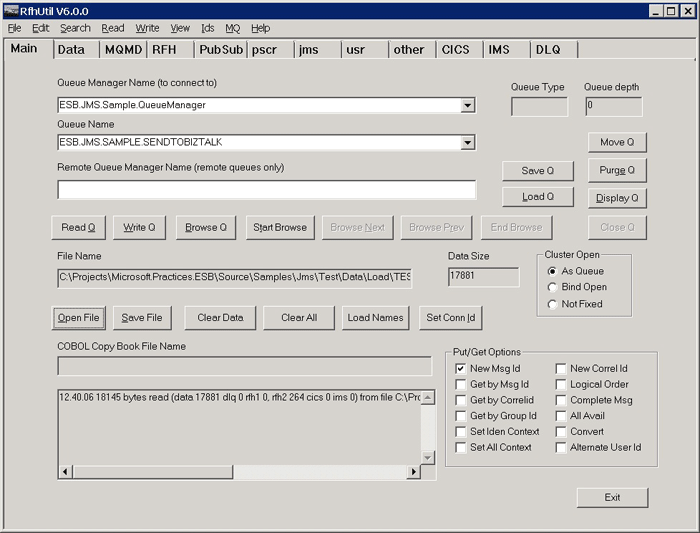 RfhUtil V6.0.0
File Edit Search Read Write View Ids MQ Help
Main Data MQMD RFH PubSub pscr jms usr other CICS IMS DLQ
Queue Manager Name (to connect to)
Queue Type Queue depth
ESB.JMS.Sample.QueueManager
0
Queue Name
ESB.JMS.SAMPLE.SENDTOBIZTALK
Move Q
Remote Queue Manager Name (remote queues only)
Save Q Purge Q
Load Q Display Q
Read Q Write Q Browse Q Start Browse Browse Next Browse Prev End Browse Close Q
File Name
Data Size
Cluster Open
C:\Projects\Microsoft.Practices.ESB\Source\Samples\Jms\Test\Data\Load\TES
17881
As Queue
Bind Open
Not Fixed
Open File Save File Clear Data Clear All Load Names Set Conn Id
COBOL Copy Book File Name
Put/Get Options
New Msg Id New Correl Id
Get by Msg Id Logical Order
Get by Correlid Complete Msg
Get by Group Id All Avail
Set Iden Context Convert
Set All Context Alternate User Id
12.40.06 18145 bytes read (data 17881 dlq 0 rfh1 0, rfh2 264 cics 0 ims 0) from file C:\Pro
Exit